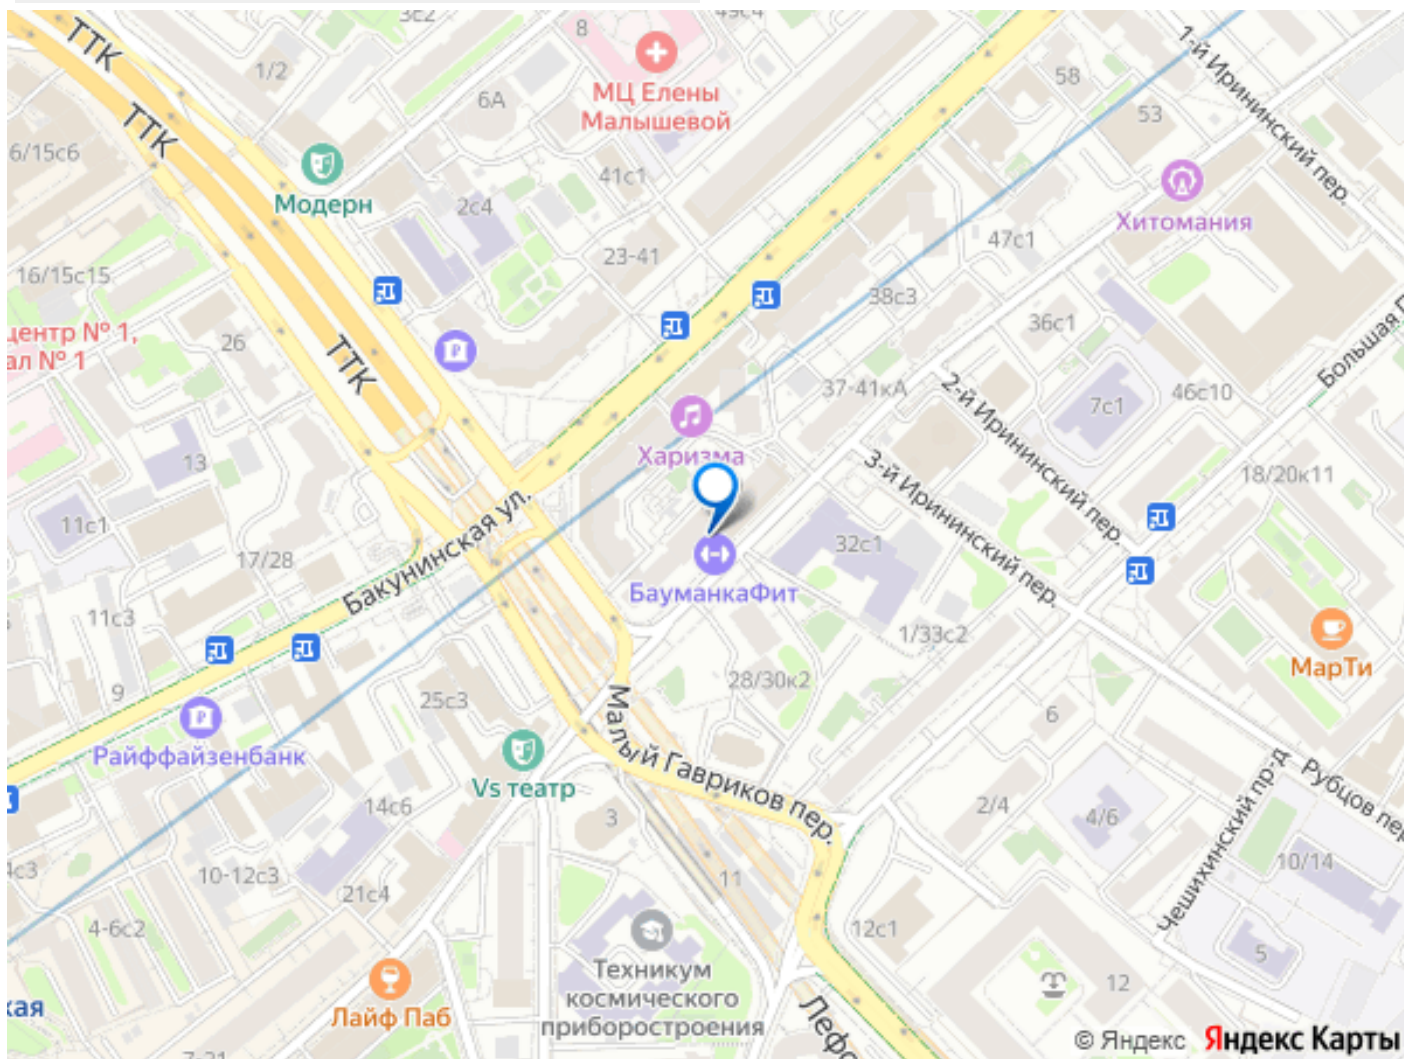 3с2
49с4
ТТК
8
1-й Ирининский пер.
1/2
58
6А
МЦ Елены
Малышевой
53
ТТК
6/15с6
41с1
Модерн
2с4
Хитомания
47с1
23-41
16/15с15
38с3
центр № 1,
ал № 1
26
36с1
Большая П
ТТК
37-41кА
2-й Ирининский пер.
7с1
46с10
Харизма
3-й Ирининский пер.
13
18/20к11
11с1
Бакунинская ул.
32с1
17/28
БауманкаФит
11с3
1/33с2
МарТи
9
25с3
28/30к2
6
Малый Гавриков пер.
Райффайзенбанк
Vs театр
Чешихинский пр-д
Рубцов пер
14с6
3
2/4
4/6
4с3
10-12с3
21с4
11
10/14
4-6с2
12с1
5
Техникум
космического
приборостроения
12
кая
Лайф Паб
Лефо
7-21
© Яндекс Яндекс Карты